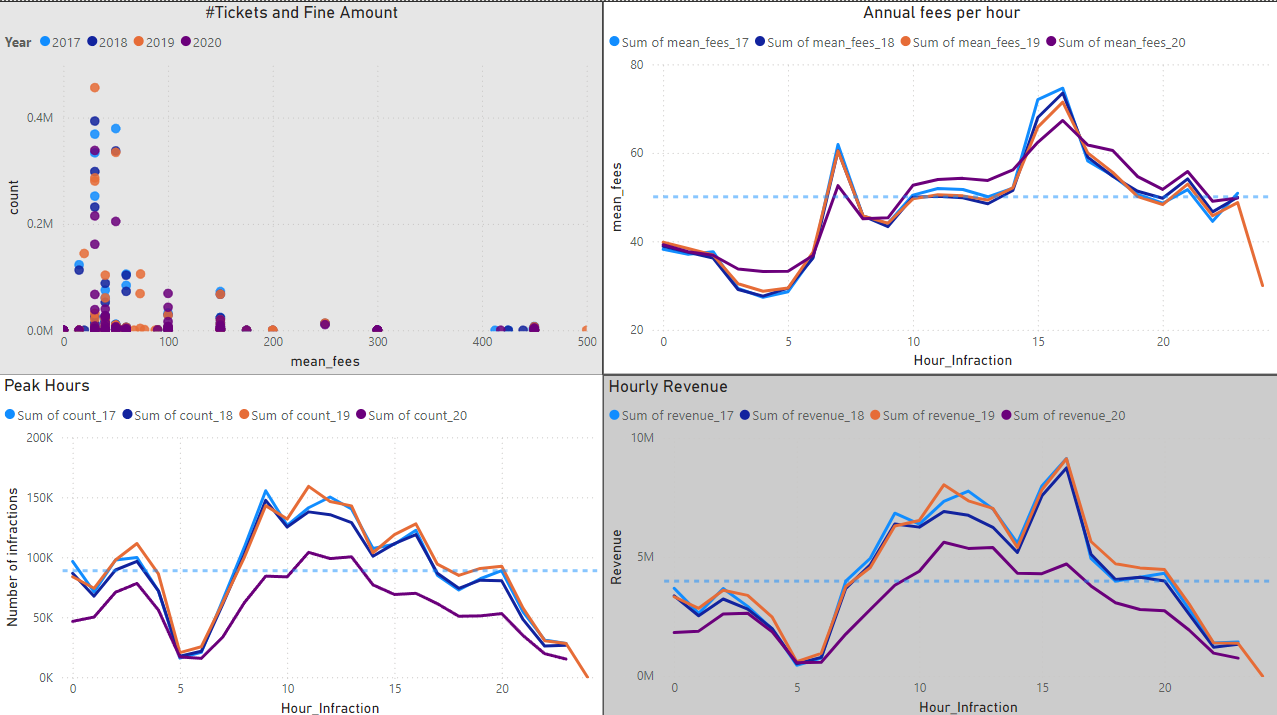 #Tickets and Fine Amount
Year 2017 2018 2019 2020
count
0.4M
0.2M
0.0M
0 100 200 300 400 500
mean_fees
Annual fees per hour
Sum of mean_fees_17 Sum of mean_fees_18 Sum of mean_fees_19 Sum of mean_fees_20
mean_fees
80
60
40
20
0 5 10 15 20
Hour_Infraction
Peak Hours
Sum of count_17 Sum of count_18 Sum of count_19 Sum of count_20
Number of infractions
200K
150K
100K
50K
0K
0 5 10 15 20
Hour_Infraction
Hourly Revenue
Sum of revenue_17 Sum of revenue_18 Sum of revenue_19 Sum of revenue_20
Revenue
10M
5M
0M
0 5 10 15 20
Hour_Infraction